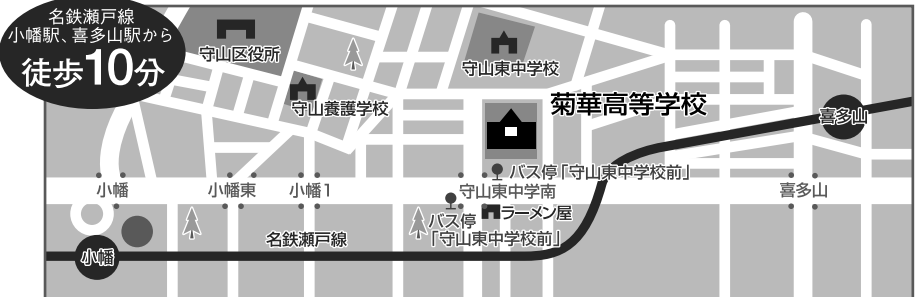 名鉄瀬戸線
小幡駅、喜多山駅から
徒歩10分
守山区役所
守山東中学校
守山養護学校
菊華高等学校
喜多山
バス停「守山東中学校前」
小幡
小幡東
小幡1
守山東中学南
喜多山
ラーメン屋
バス停
「守山東中学校前」
名鉄瀬戸線
小幡